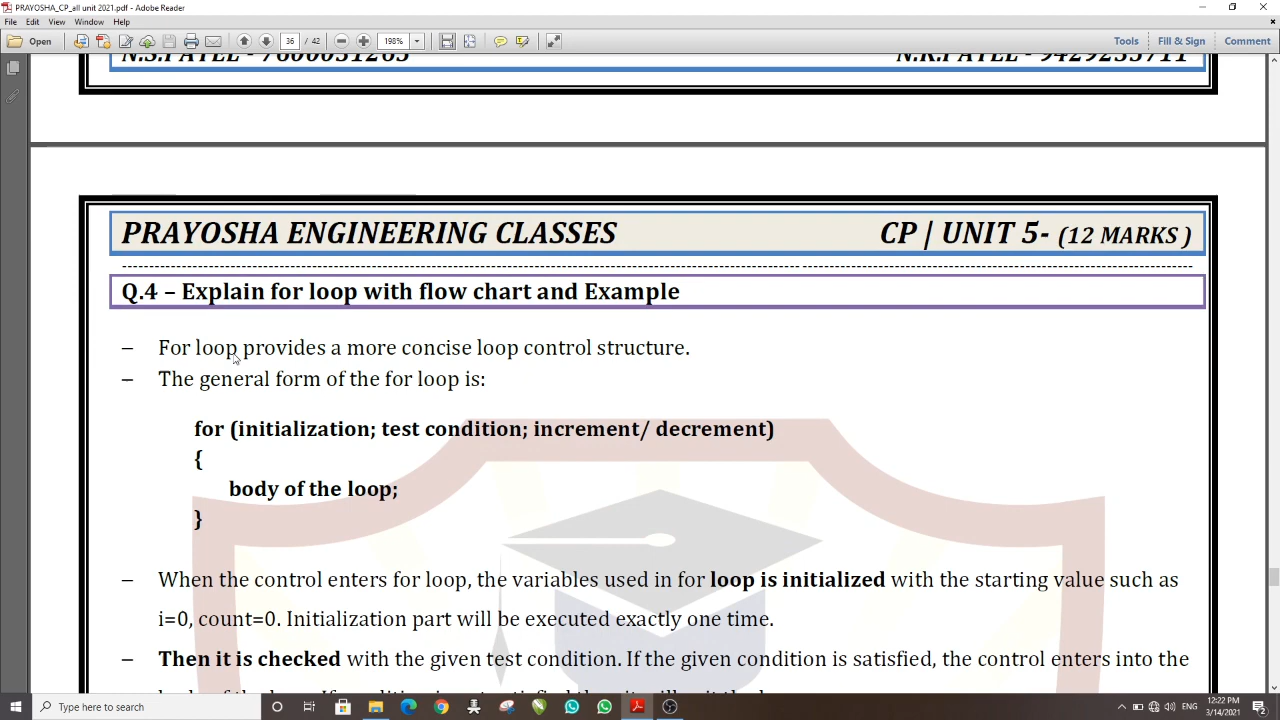 PRAYOSHA_CP_all unit 2021.pdf - Adobe Reader
File Edit View Window Help
Open 36 / 42 198% Tools Fill & Sign Comment
N.S.PATEL - 7600031263 N.R.PATEL - 9429235711
PRAYOSHA ENGINEERING CLASSES CP | UNIT 5- (12 MARKS )
Q.4 – Explain for loop with flow chart and Example
– For loop provides a more concise loop control structure.
– The general form of the for loop is:
for (initialization; test condition; increment/ decrement)
{
body of the loop;
}
– When the control enters for loop, the variables used in for loop is initialized with the starting value such as
i=0, count=0. Initialization part will be executed exactly one time.
– Then it is checked with the given test condition. If the given condition is satisfied, the control enters into the
Type here to search
ENG
12:22 PM
3/14/2021
2